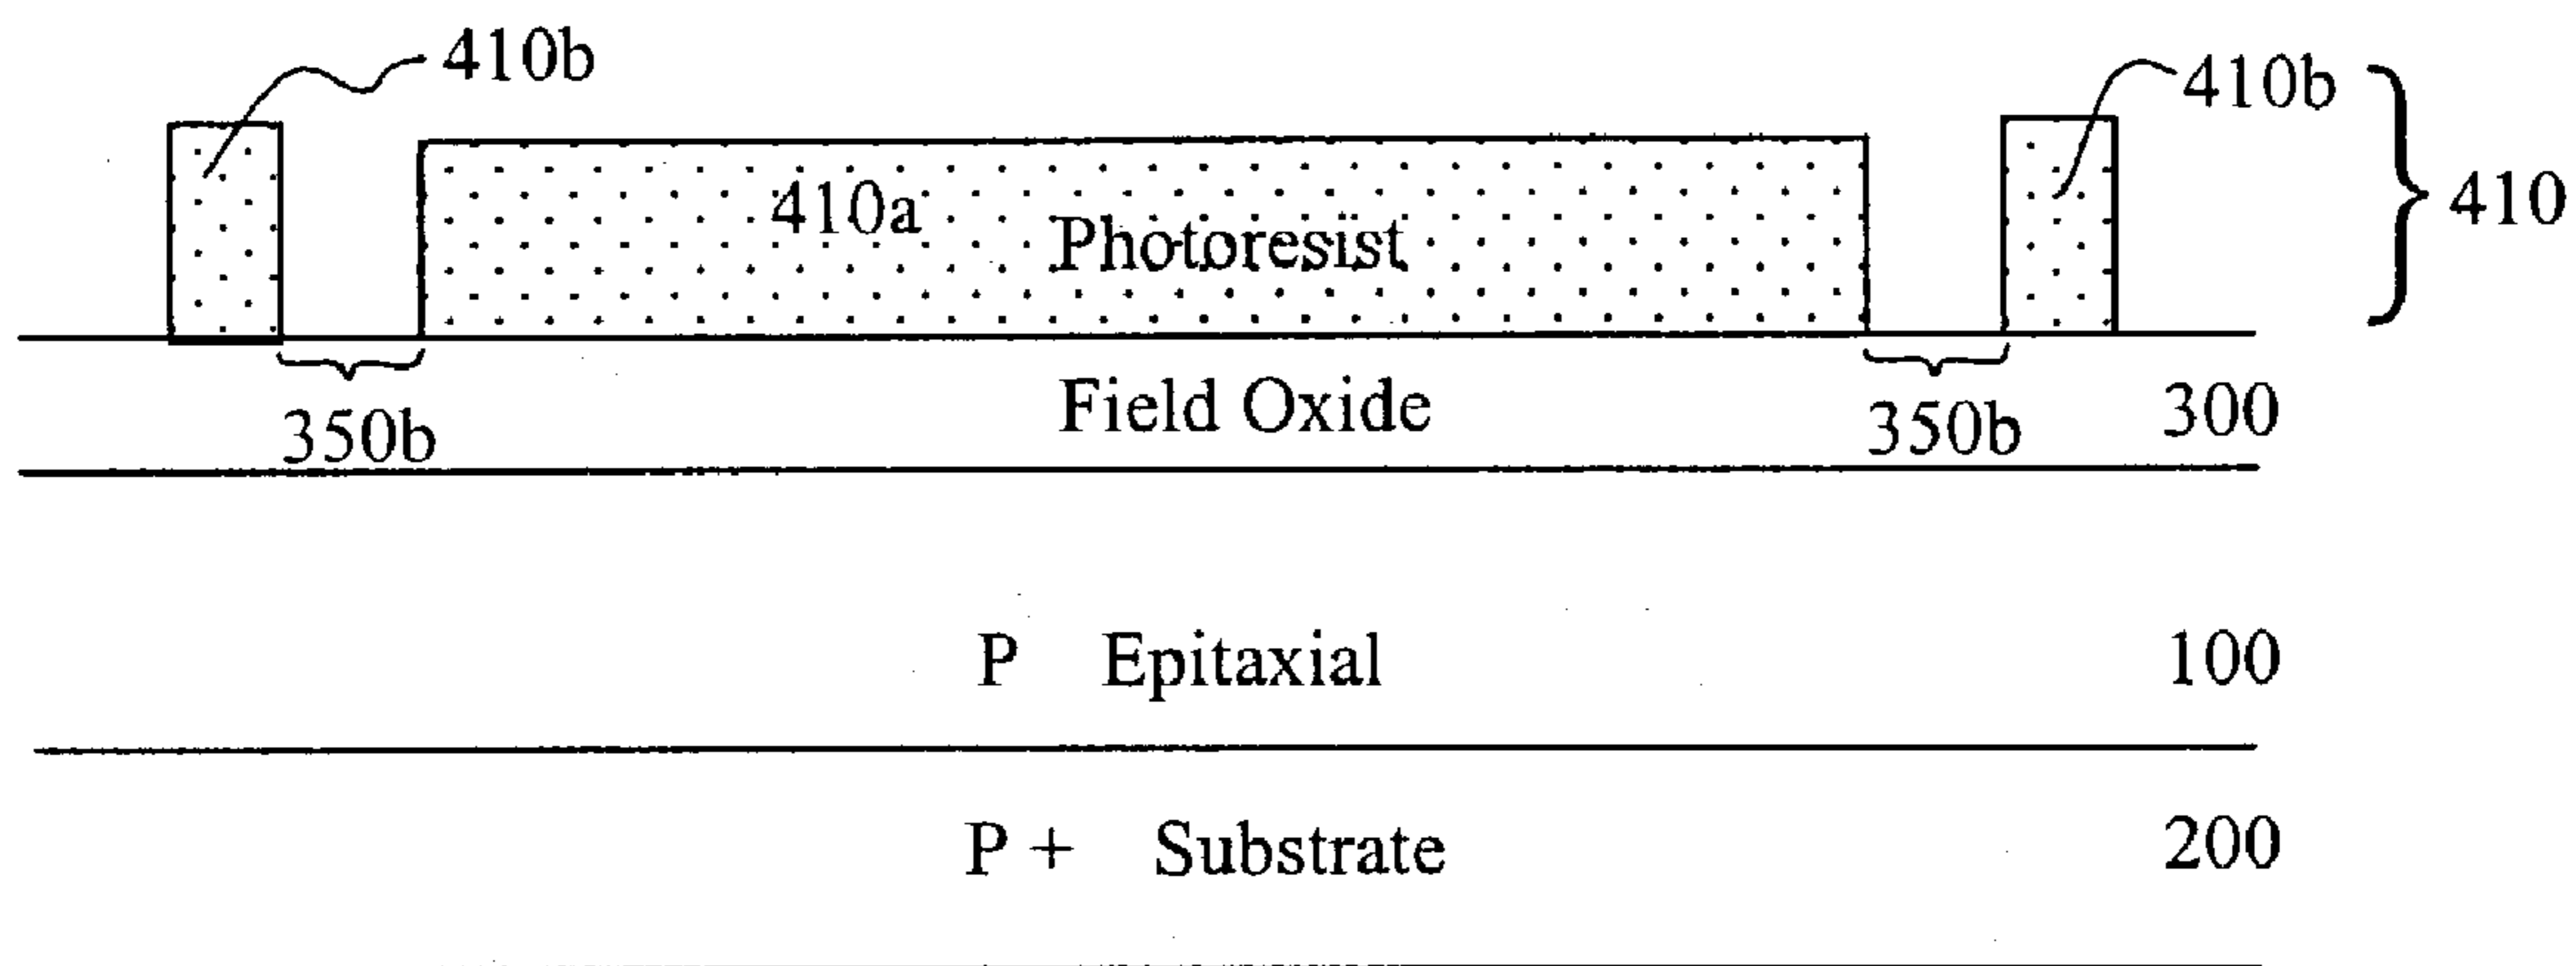 410b
410b
410
410a
Photoresist
350b
Field Oxide
350b
300
P Epitaxial
100
P + Substrate
200